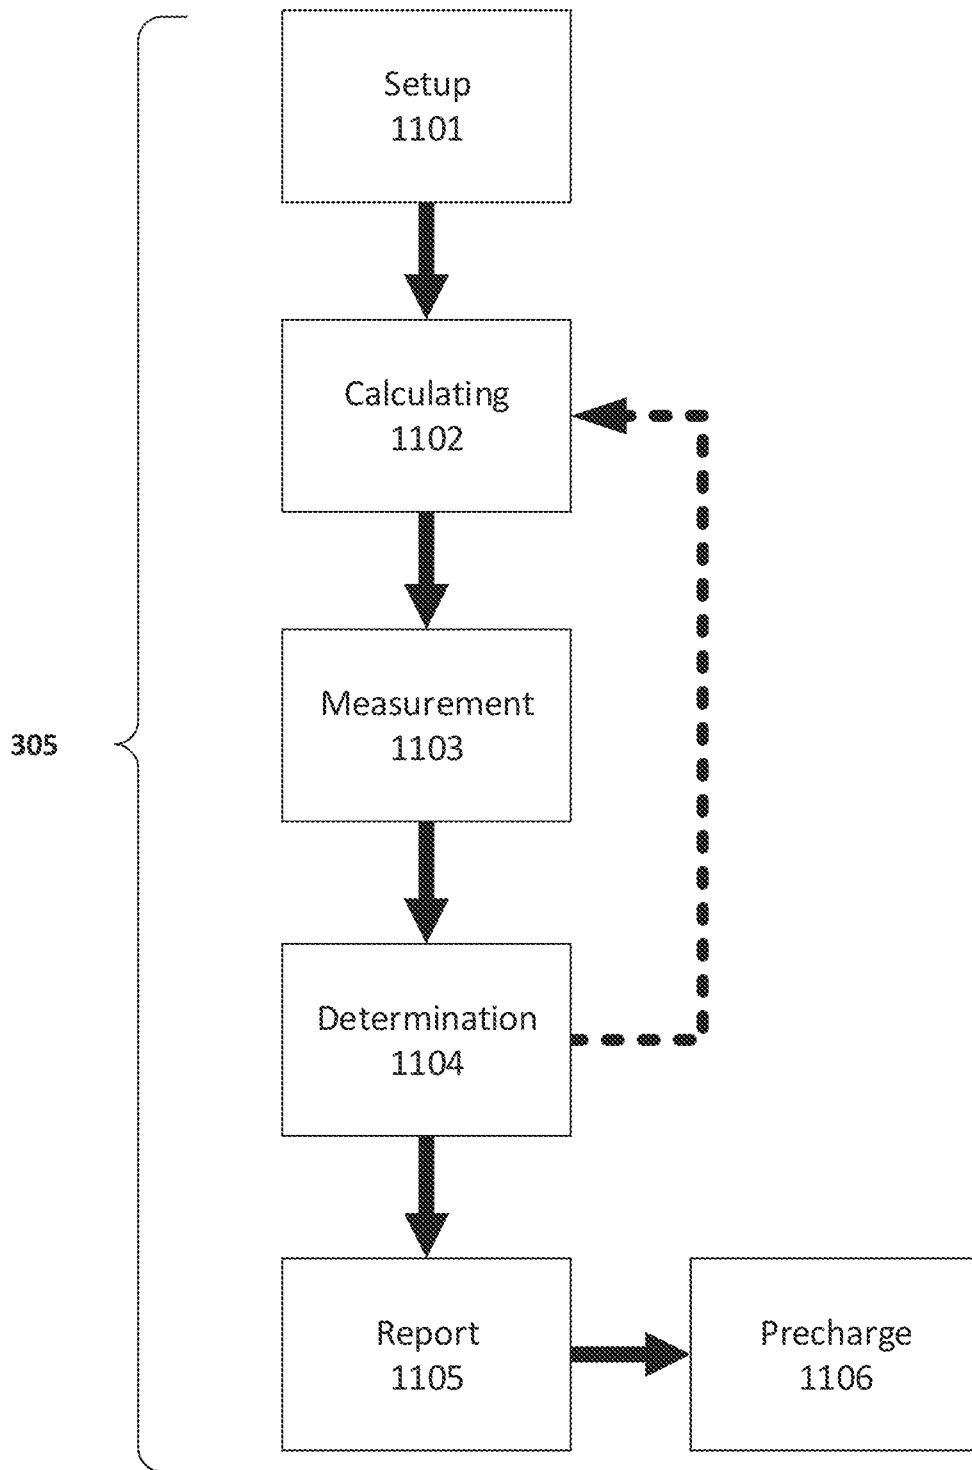 Setup
1101
Calculating
1102
Measurement
1103
305
Determination
1104
Report
1105
Precharge
1106